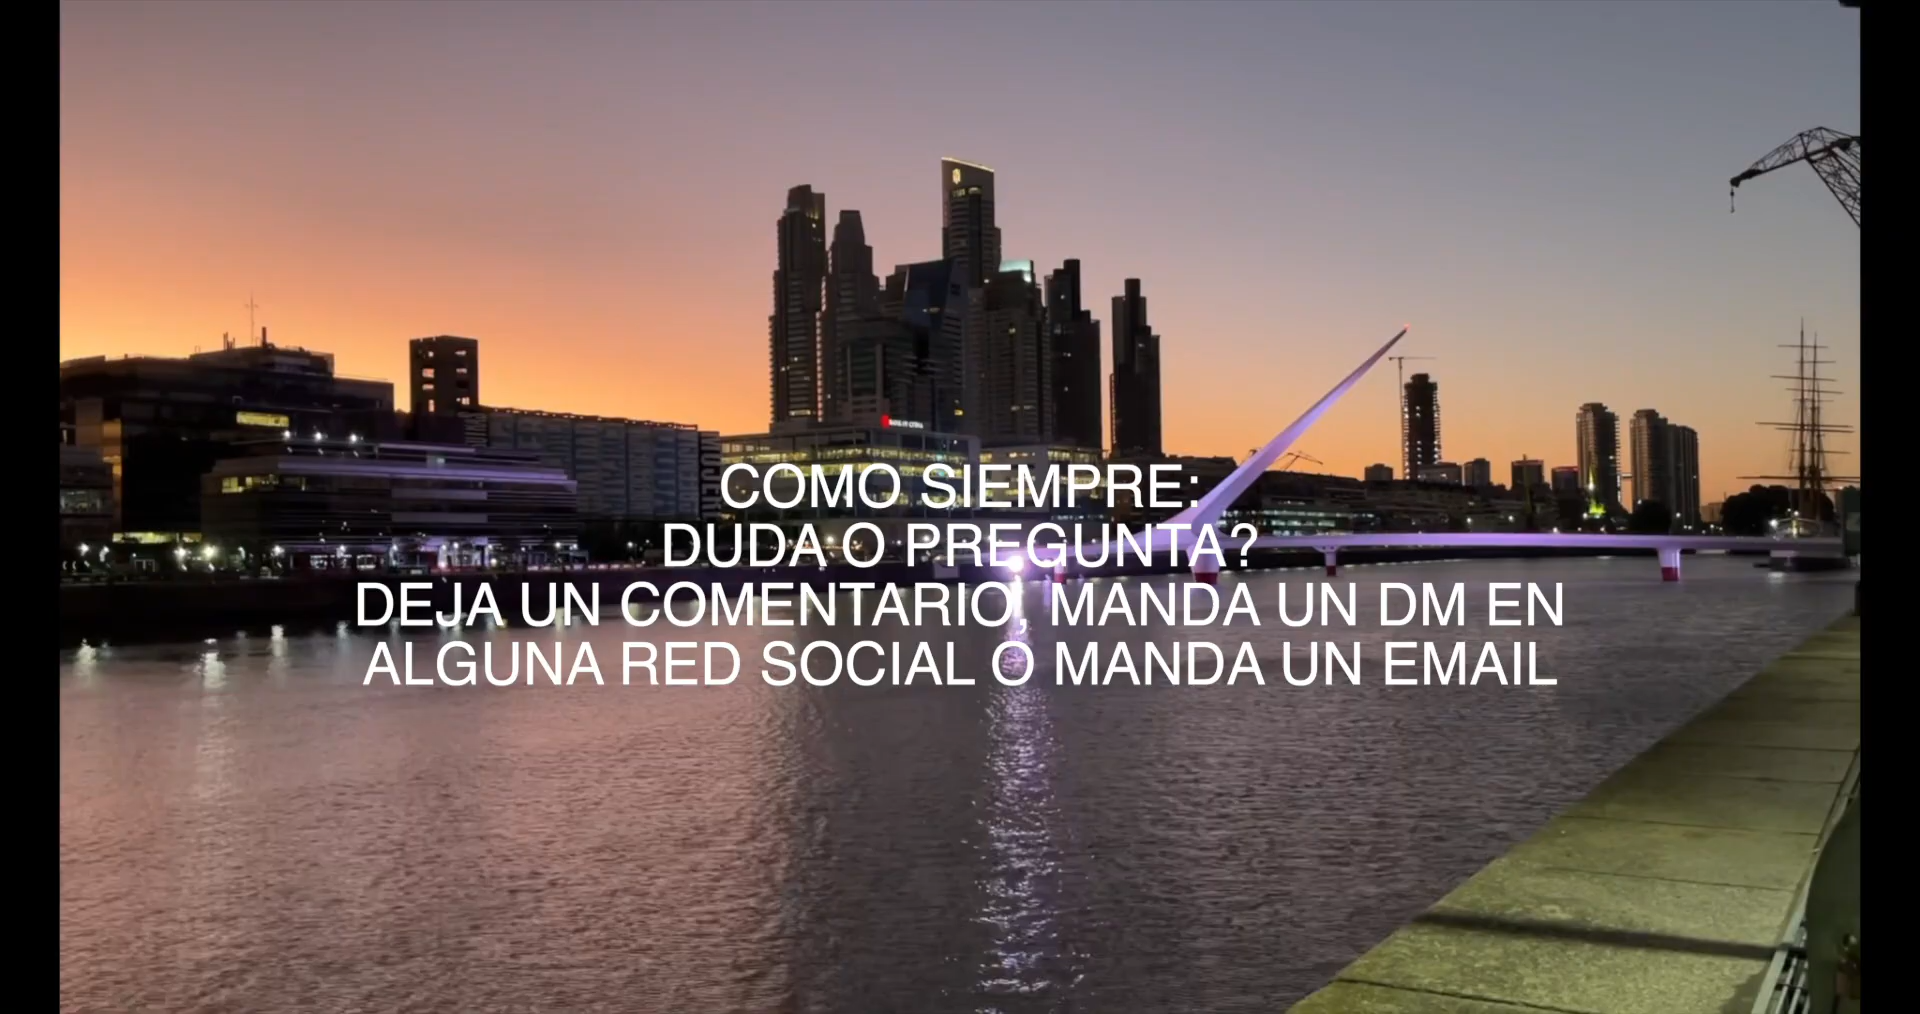 COMO SIEMPRE:
DUDA O PREGUNTA?
DEJA UN COMENTARIO, MANDA UN DM EN
ALGUNA RED SOCIAL O MANDA UN EMAIL